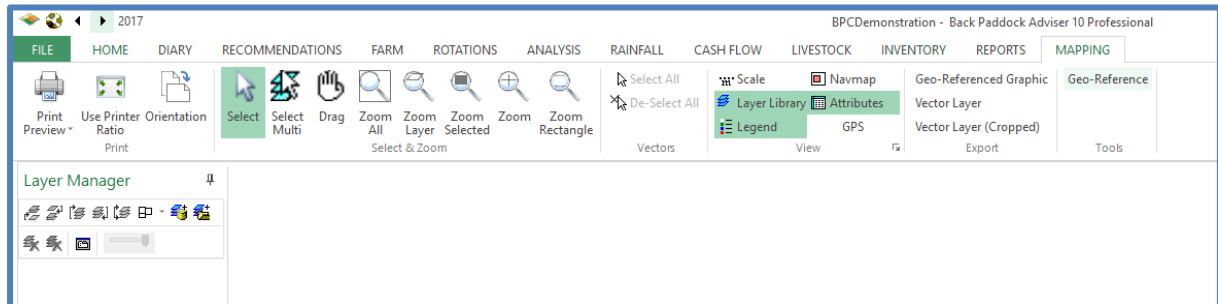 2017
BPCDemonstration - Back Paddock Adviser 10 Professional
FILE HOME DIARY RECOMMENDATIONS FARM ROTATIONS ANALYSIS RAINFALL CASH FLOW LIVESTOCK INVENTORY REPORTS MAPPING
Print Preview
Use Printer Ratio
Orientation
Print
Select
Select Multi
Drag
Zoom All
Zoom Layer
Zoom Selected
Zoom
Zoom Rectangle
Select & Zoom
Select All
De-Select All
Vectors
Scale
Navmap
Layer Library
Attributes
Legend
GPS
View
Geo-Referenced Graphic
Vector Layer
Vector Layer (Cropped)
Export
Geo-Reference
Tools
Layer Manager